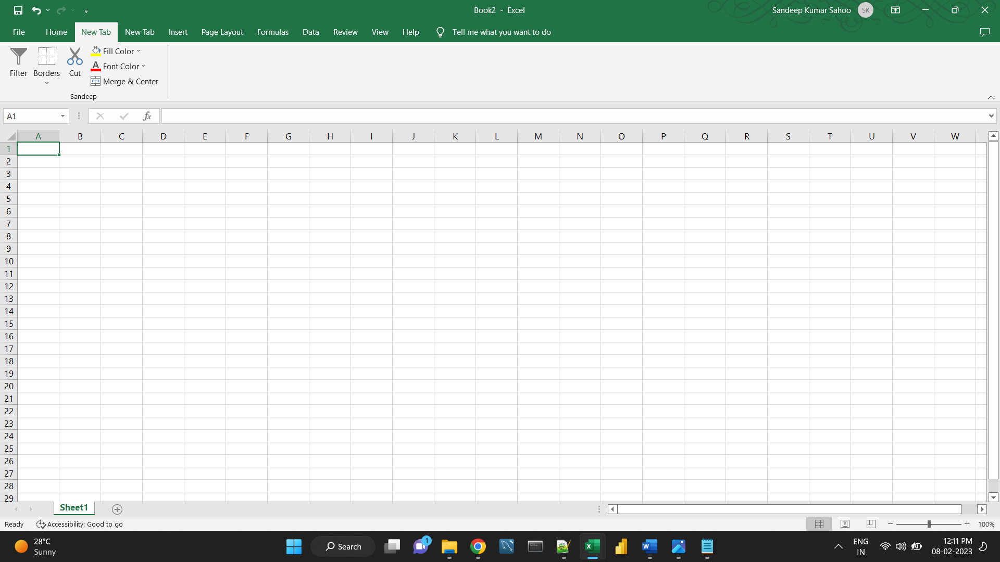 Book2 - Excel
Sandeep Kumar Sahoo
SK
File Home New Tab New Tab Insert Page Layout Formulas Data Review View Help Tell me what you want to do
Filter
Borders
Cut
Fill Color
A Font Color
Merge & Center
Sandeep
A1
fx
A B C D E F G H I J K L M N O P Q R S T U V W
1
2
3
4
5
6
7
8
9
10
11
12
13
14
15
16
17
18
19
20
21
22
23
24
25
26
27
28
29
Sheet1
Ready Accessibility: Good to go
100%
28°C
Sunny
Search
1
X
W
ENG
IN
12:11 PM
08-02-2023